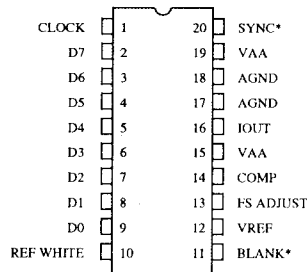 CLOCK 1 20 SYNC*
D7 2 19 VAA
D6 3 18 AGND
D5 4 17 AGND
D4 5 16 IOUT
D3 6 15 VAA
D2 7 14 COMP
D1 8 13 FS ADJUST
D0 9 12 VREF
REF WHITE 10 11 BLANK*